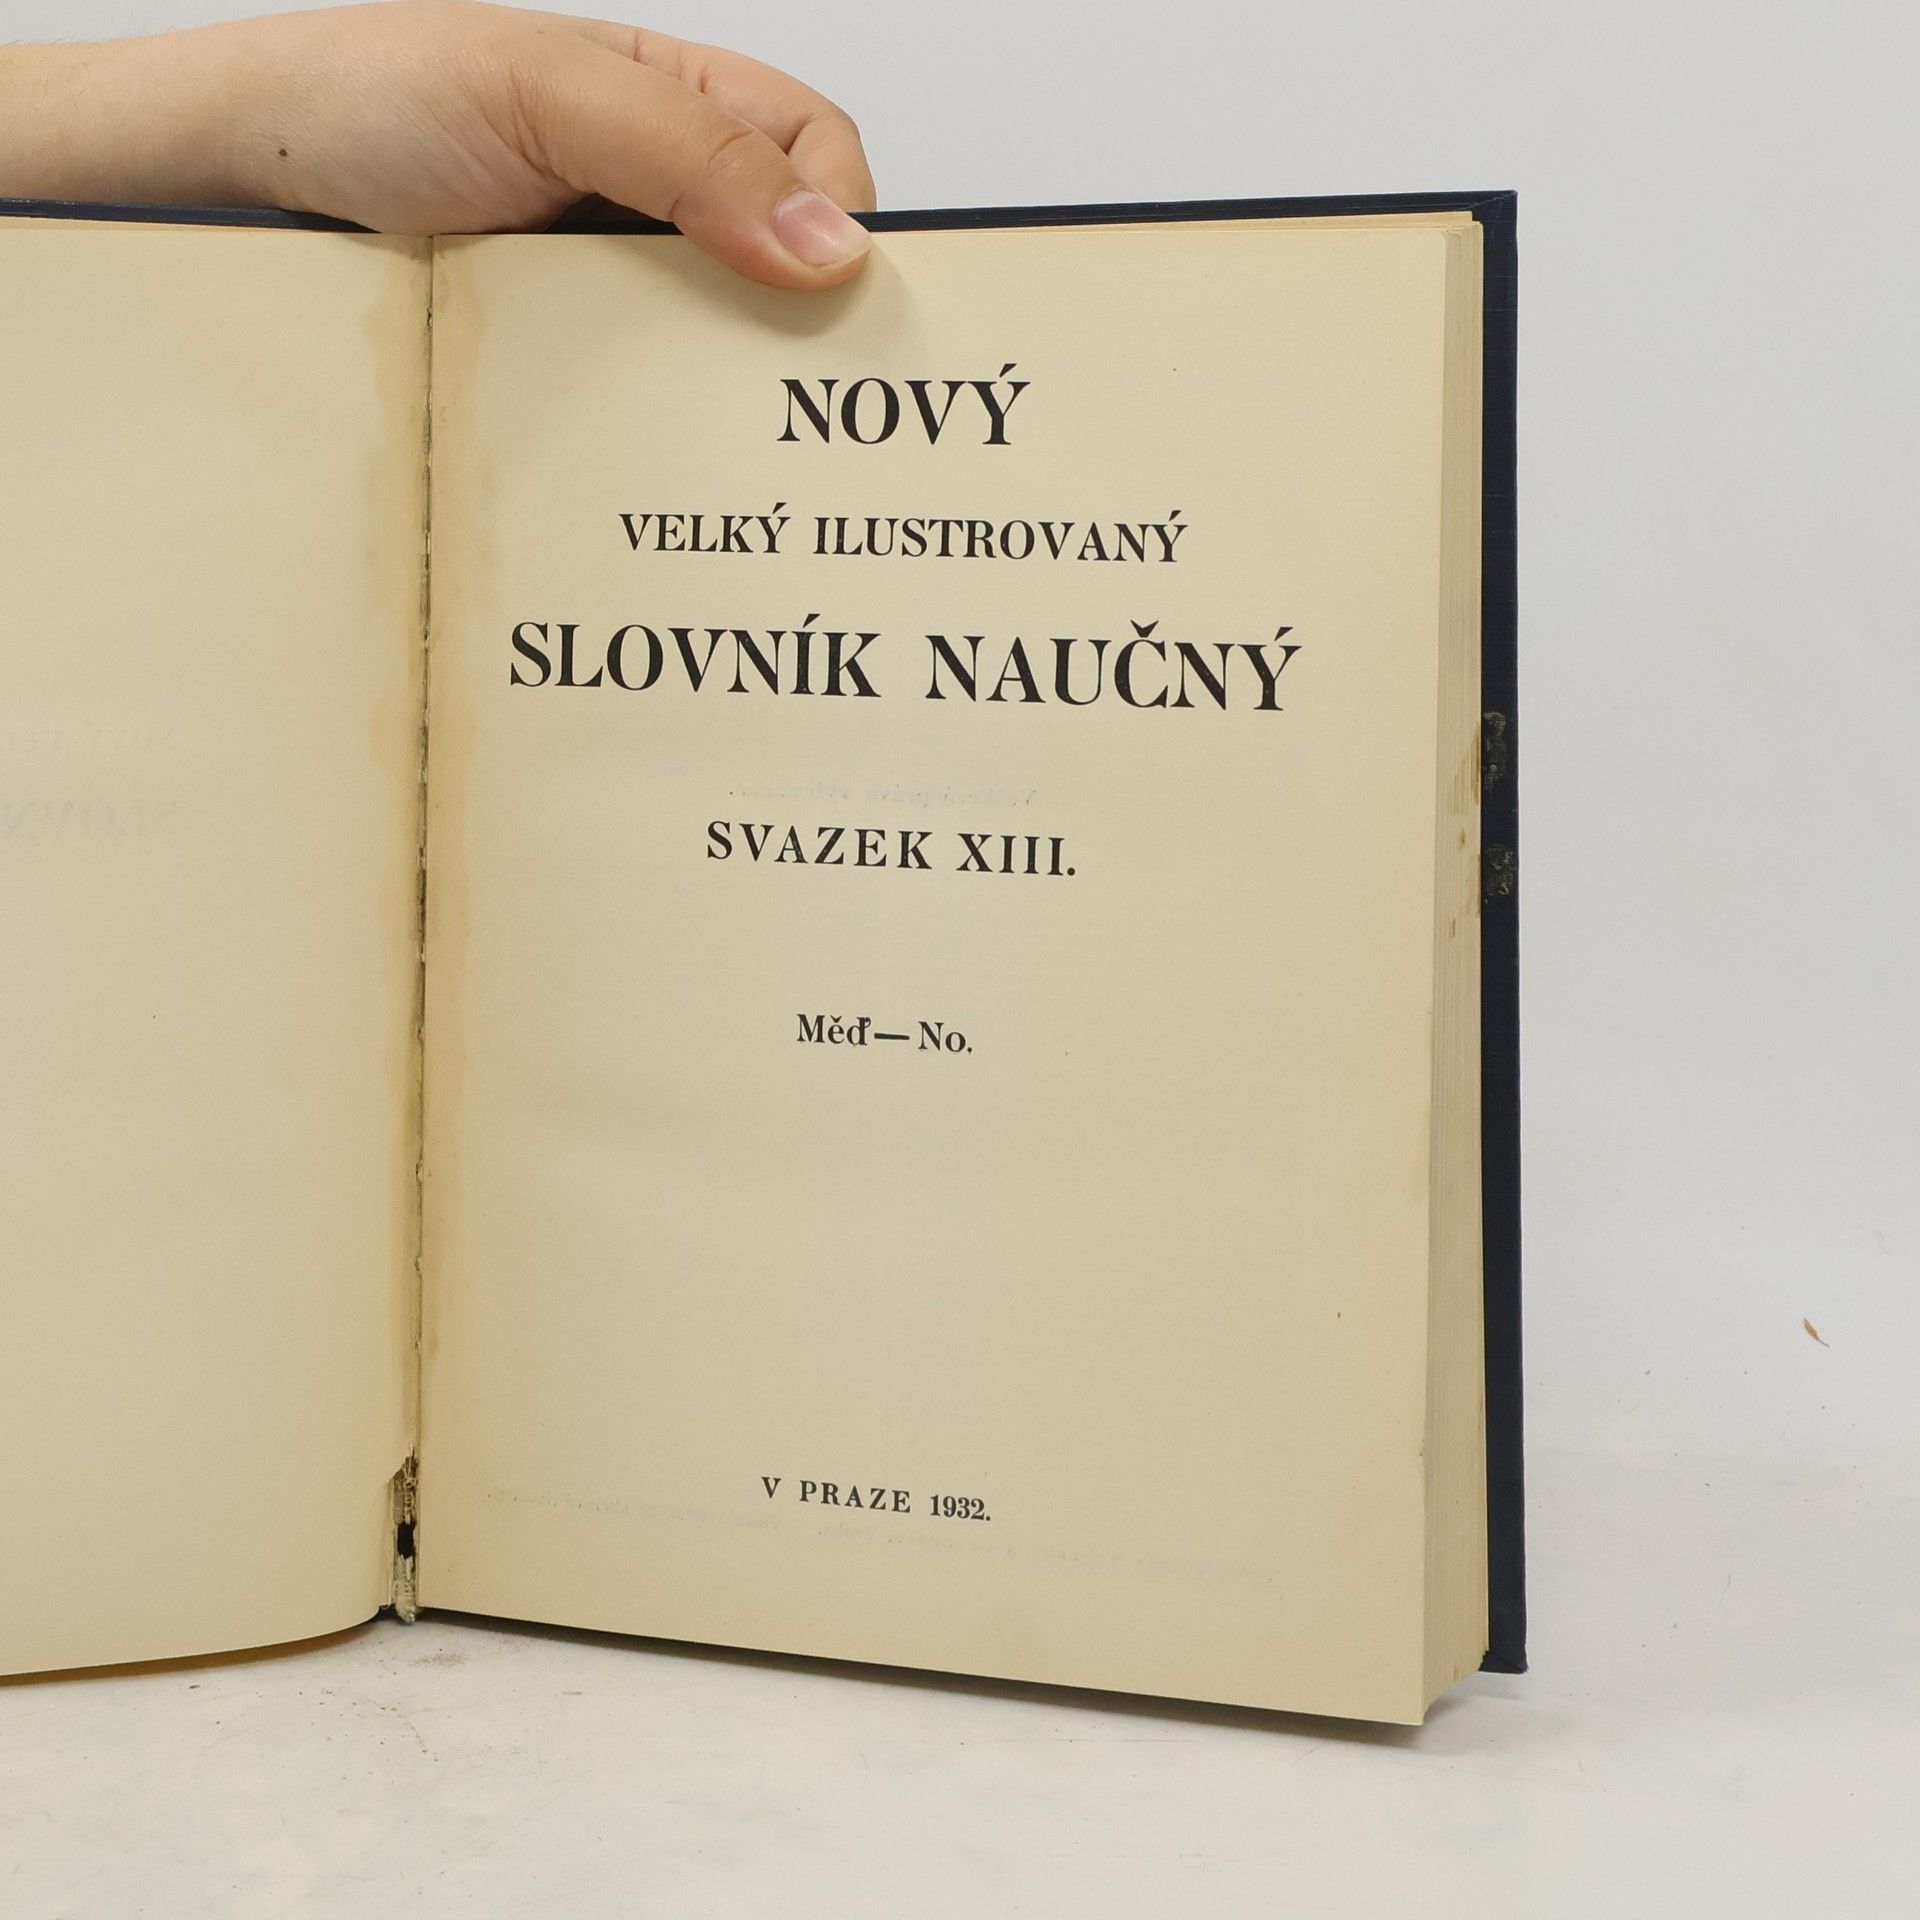 NOVÝ
VELKÝ ILUSTROVANÝ
SLOVNÍK NAUČNÝ
SVAZEK XIII.
Měď — No.
V PRAZE 1932.